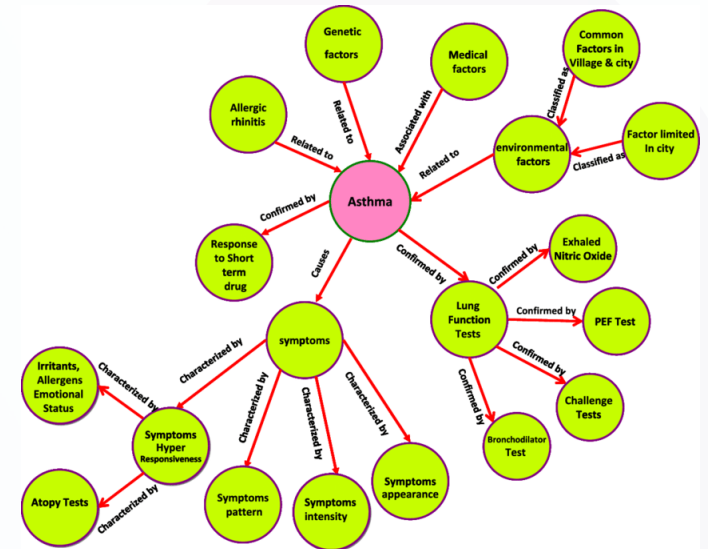 Genetic
factors
Medical
factors
Common
Factors in
Village & city
Allergic
rhinitis
Related to
Associated with
Classified as
environmental
factors
Factor limited
In city
Classified as
Related to
Related to
Asthma
Confirmed by
Response
to Short
term
drug
Causes
Confirmed by
Exhaled
Nitric Oxide
Confirmed by
Lung
Function
Tests
Confirmed by
PEF Test
symptoms
Confirmed by
Challenge
Tests
Confirmed by
Bronchodilator
Test
Irritants,
Allergens
Emotional
Status
Characterized by
Characterized by
Characterized by
Characterized by
Characterized by
Symptoms
Hyper
Responsiveness
Atopy Tests
Characterized by
Symptoms
pattern
Symptoms
intensity
Symptoms
appearance